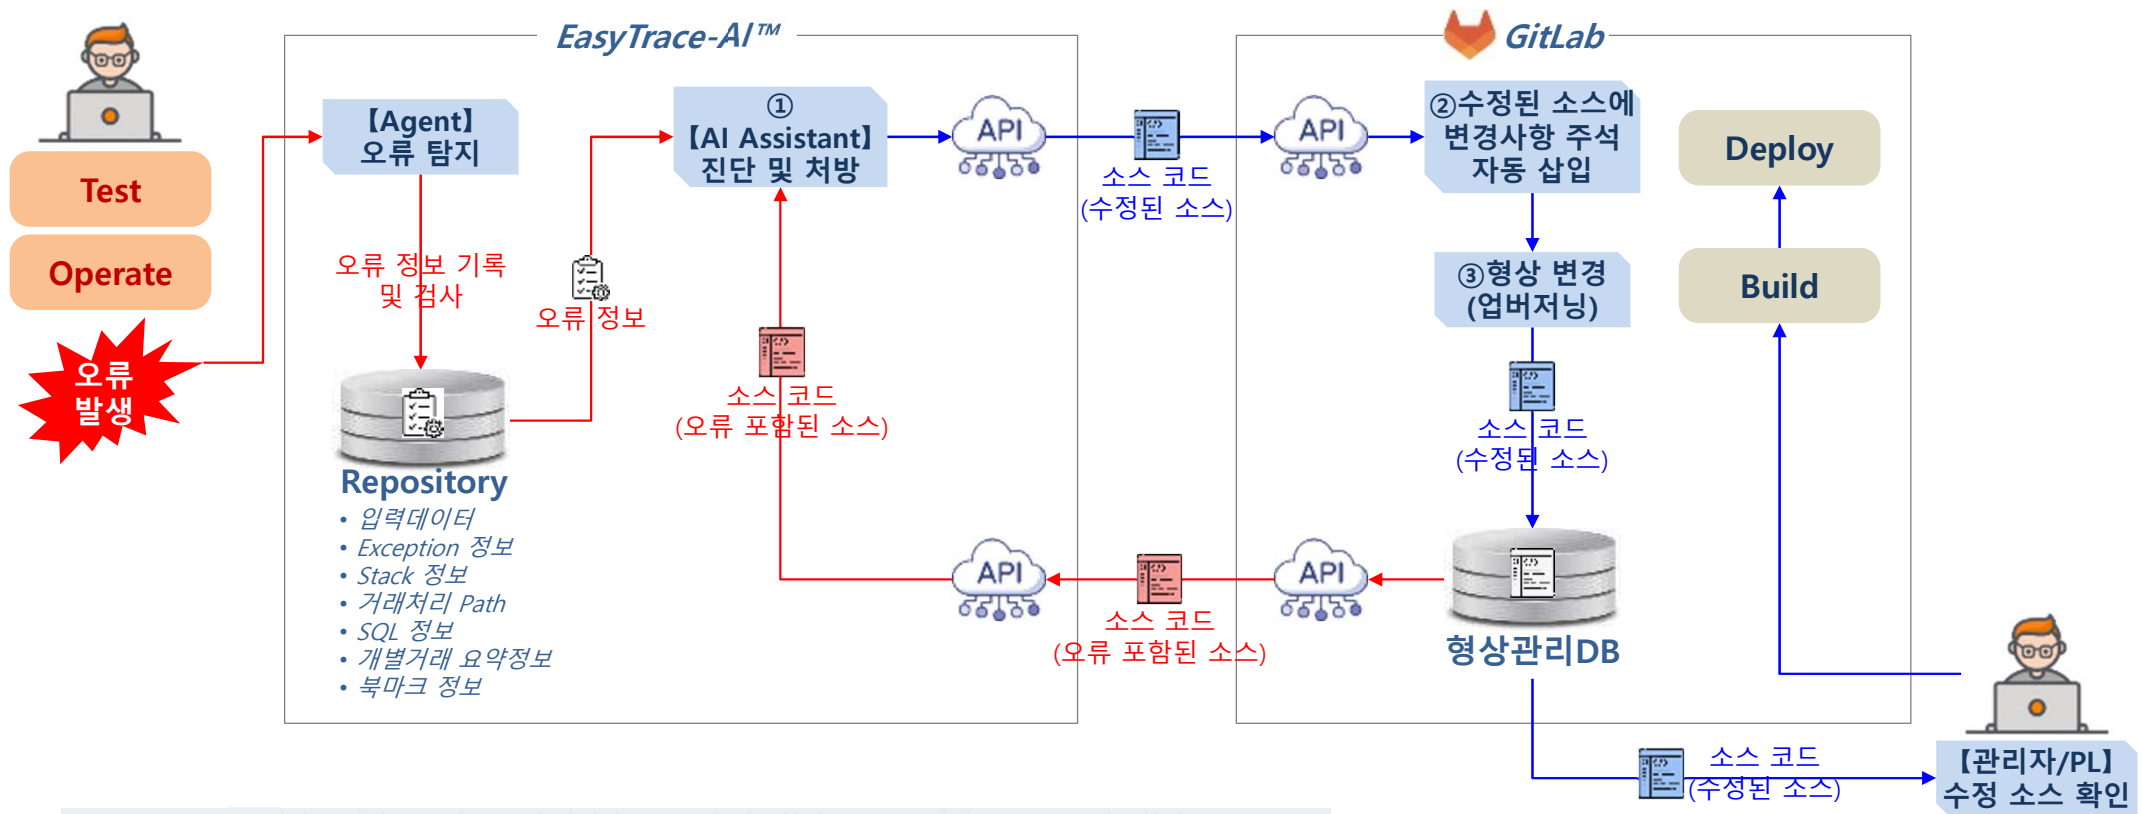 EasyTrace-AI™
GitLab
Test
Operate
오류
발생
【Agent】
오류 탐지
오류 정보 기록
및 검사
Repository
• 입력데이터
• Exception 정보
• Stack 정보
• 거래처리 Path
• SQL 정보
• 개별거래 요약정보
• 북마크 정보
오류 정보
①
【AI Assistant】
진단 및 처방
소스 코드
(오류 포함된 소스)
API
소스 코드
(수정된 소스)
API
②수정된 소스에
변경사항 주석
자동 삽입
③형상 변경
(업버저닝)
소스 코드
(수정된 소스)
형상관리DB
API
소스 코드
(오류 포함된 소스)
API
Deploy
Build
소스 코드
(수정된 소스)
【관리자/PL】
수정 소스 확인